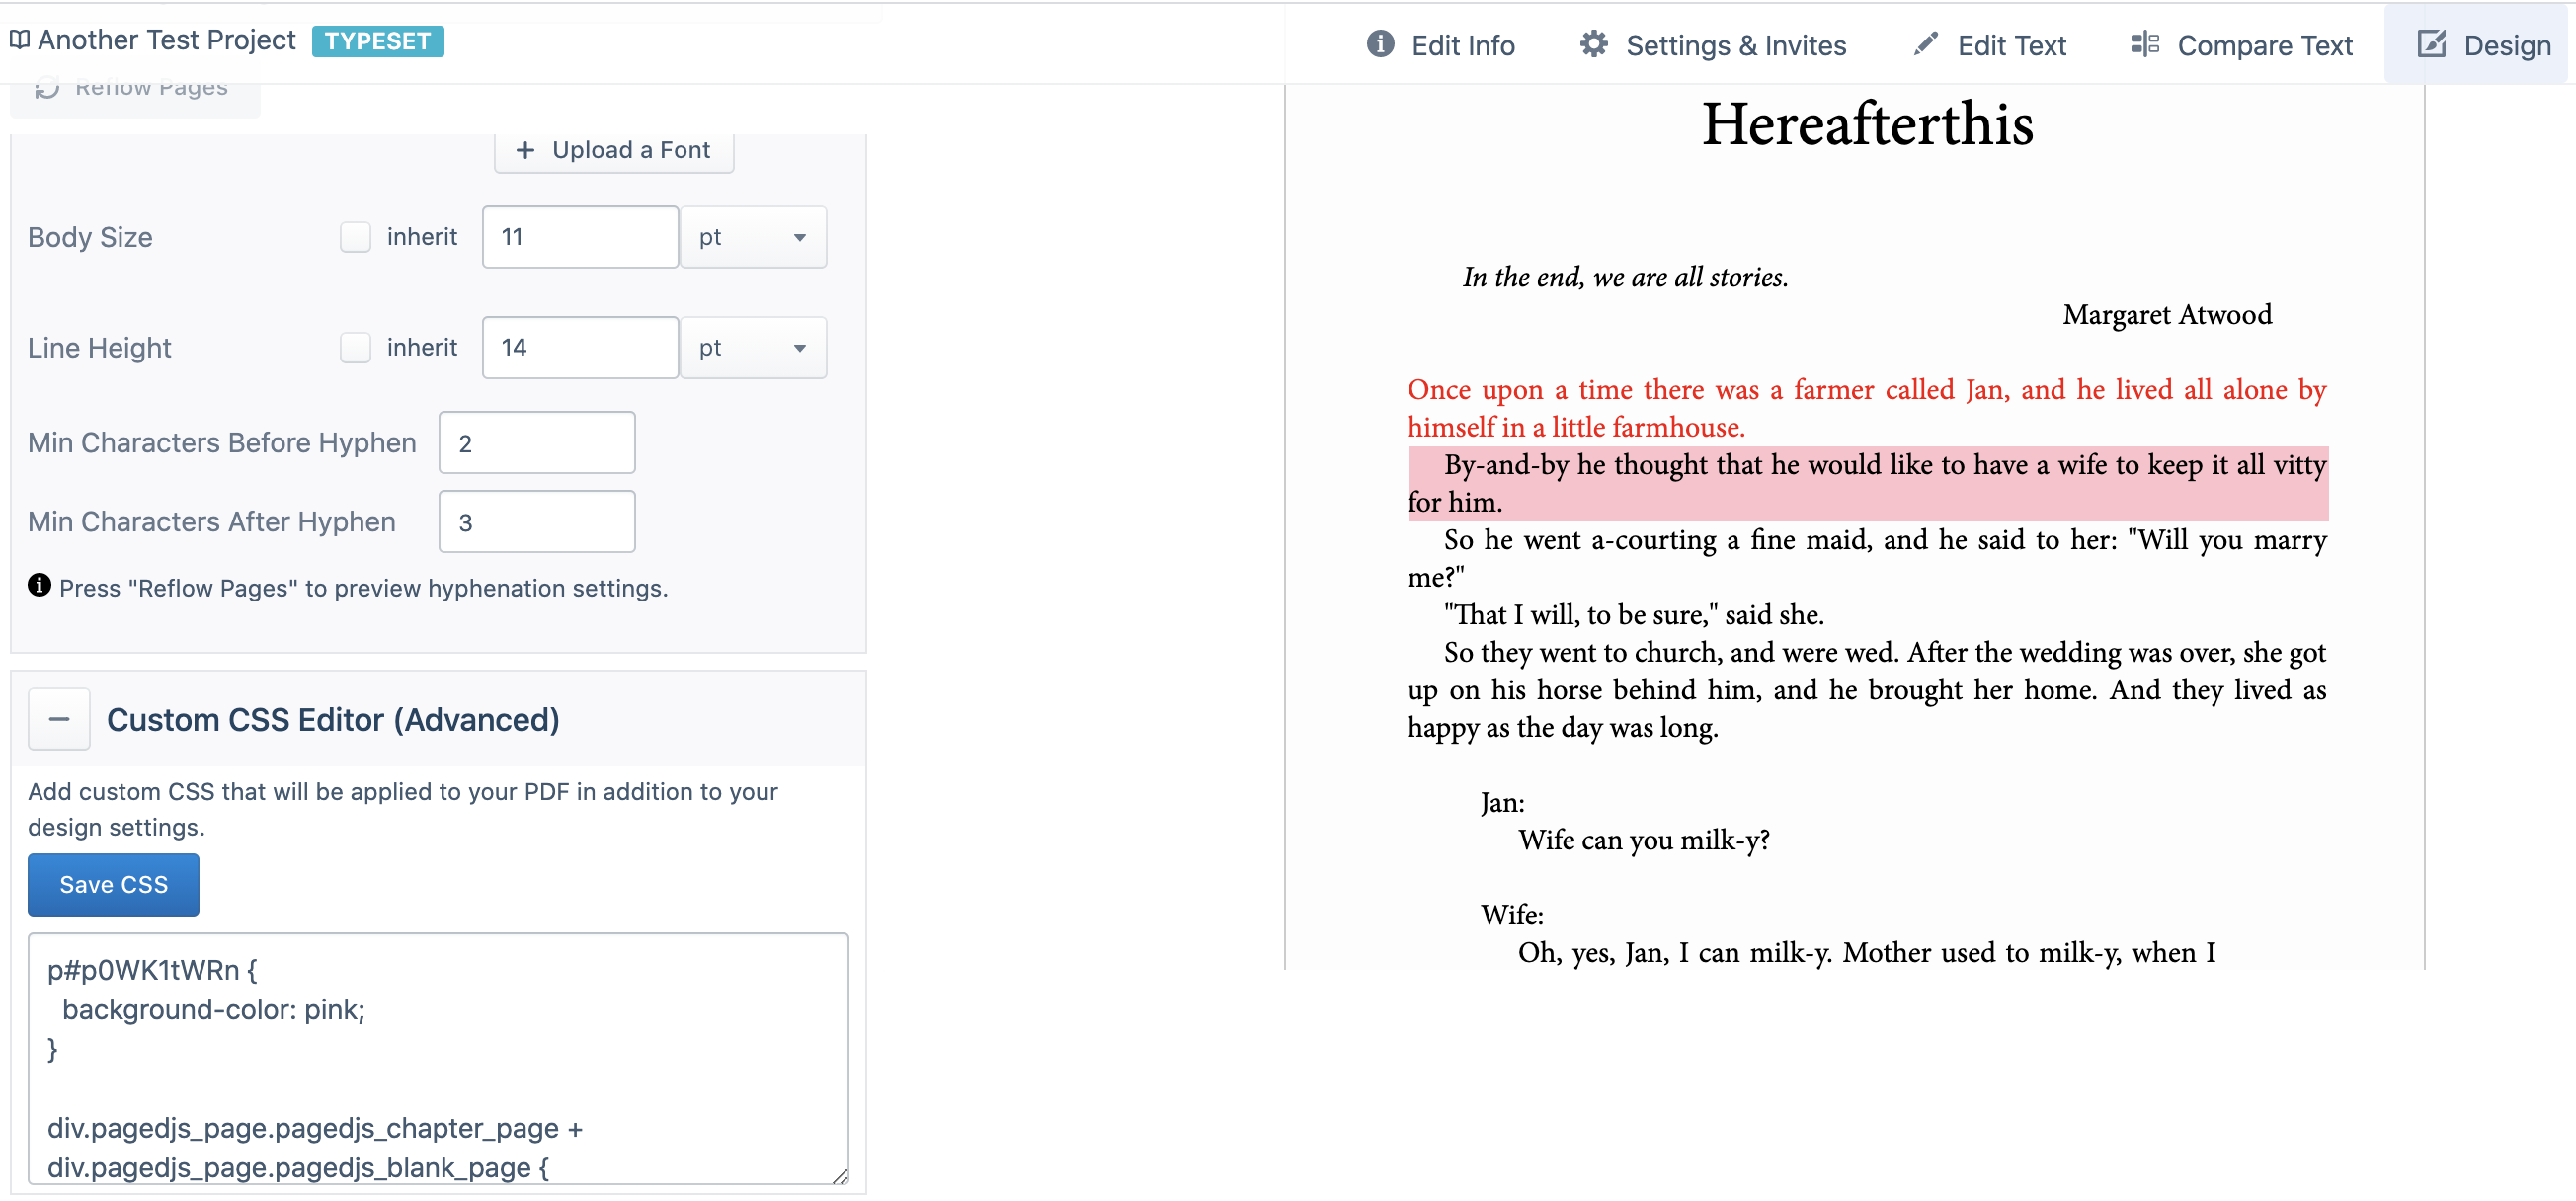 Another Test Project TYPESET
Edit Info
Settings & Invites
Edit Text
Compare Text
Design
Reflow Pages
+ Upload a Font
Body Size inherit 11 pt
Line Height inherit 14 pt
Min Characters Before Hyphen 2
Min Characters After Hyphen 3
Press "Reflow Pages" to preview hyphenation settings.
Custom CSS Editor (Advanced)
Add custom CSS that will be applied to your PDF in addition to your
design settings.
Save CSS
p#p0WK1tWRn {
background-color: pink;
}
div.pagedjs_page.pagedjs_chapter_page +
div.pagedjs_page.pagedjs_blank_page {
Hereafterthis
In the end, we are all stories.
Margaret Atwood
Once upon a time there was a farmer called Jan, and he lived all alone by
himself in a little farmhouse.
By-and-by he thought that he would like to have a wife to keep it all vitty
for him.
So he went a-courting a fine maid, and he said to her: "Will you marry
me?"
"That I will, to be sure," said she.
So they went to church, and were wed. After the wedding was over, she got
up on his horse behind him, and he brought her home. And they lived as
happy as the day was long.
Jan:
Wife can you milk-y?
Wife:
Oh, yes, Jan, I can milk-y. Mother used to milk-y, when I